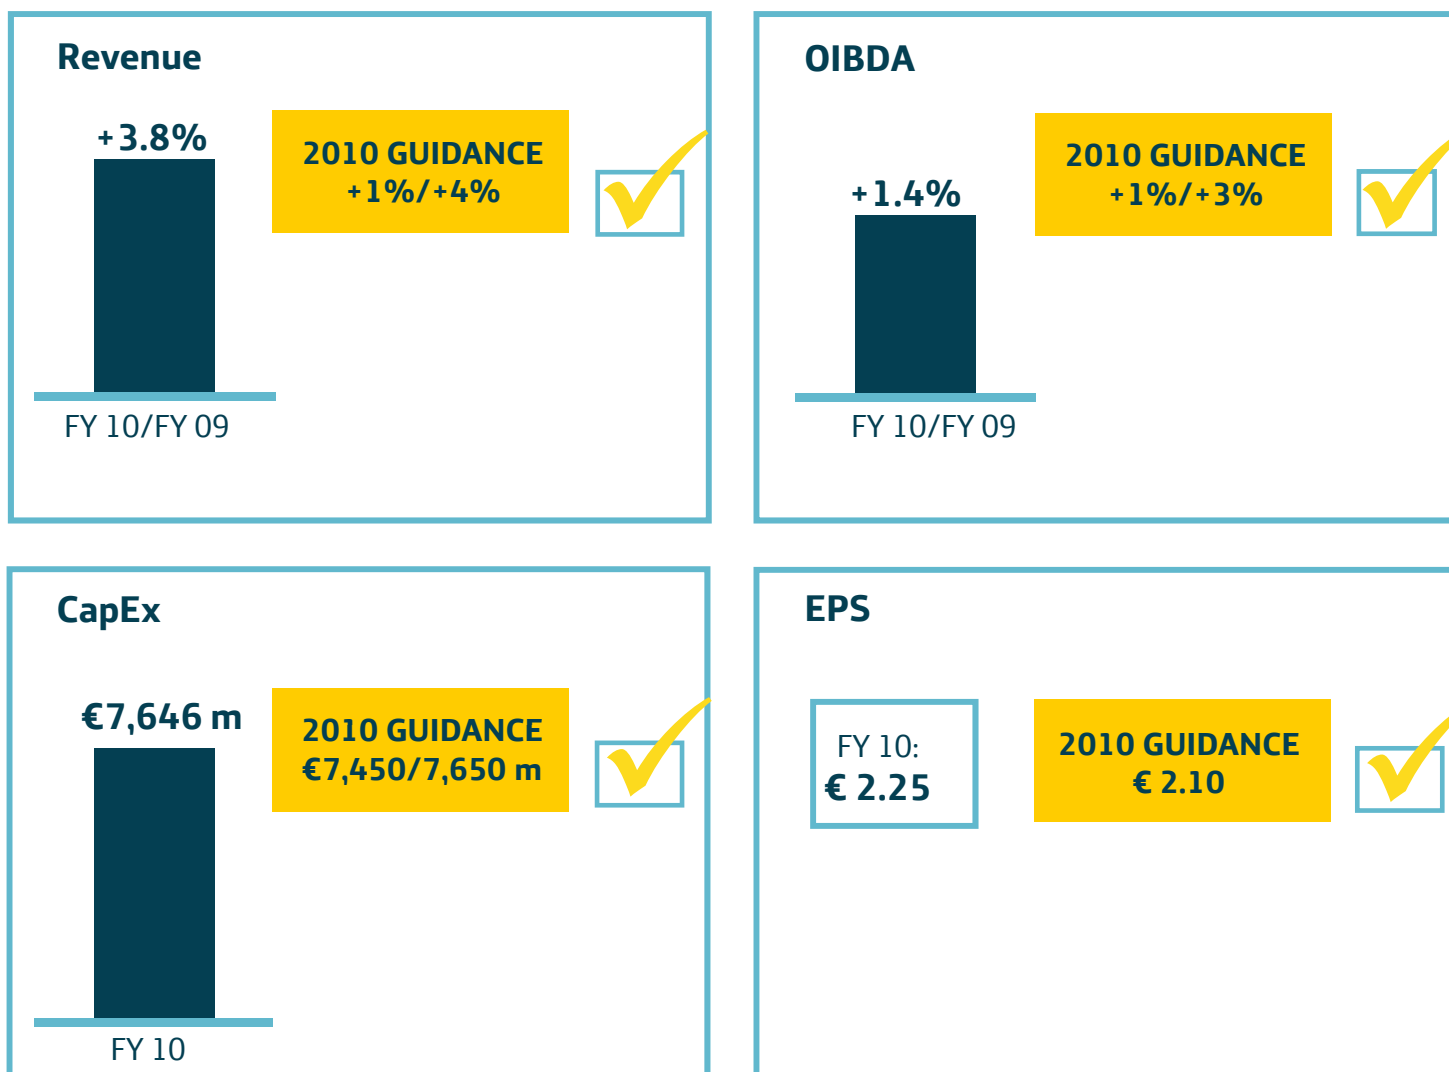 Revenue
+3.8%
2010 GUIDANCE
+1%/+4%
FY 10/FY 09
OIBDA
+1.4%
2010 GUIDANCE
+1%/+3%
FY 10/FY 09
CapEx
€7,646 m
2010 GUIDANCE
€7,450/7,650 m
FY 10
EPS
FY 10:
€ 2.25
2010 GUIDANCE
€ 2.10